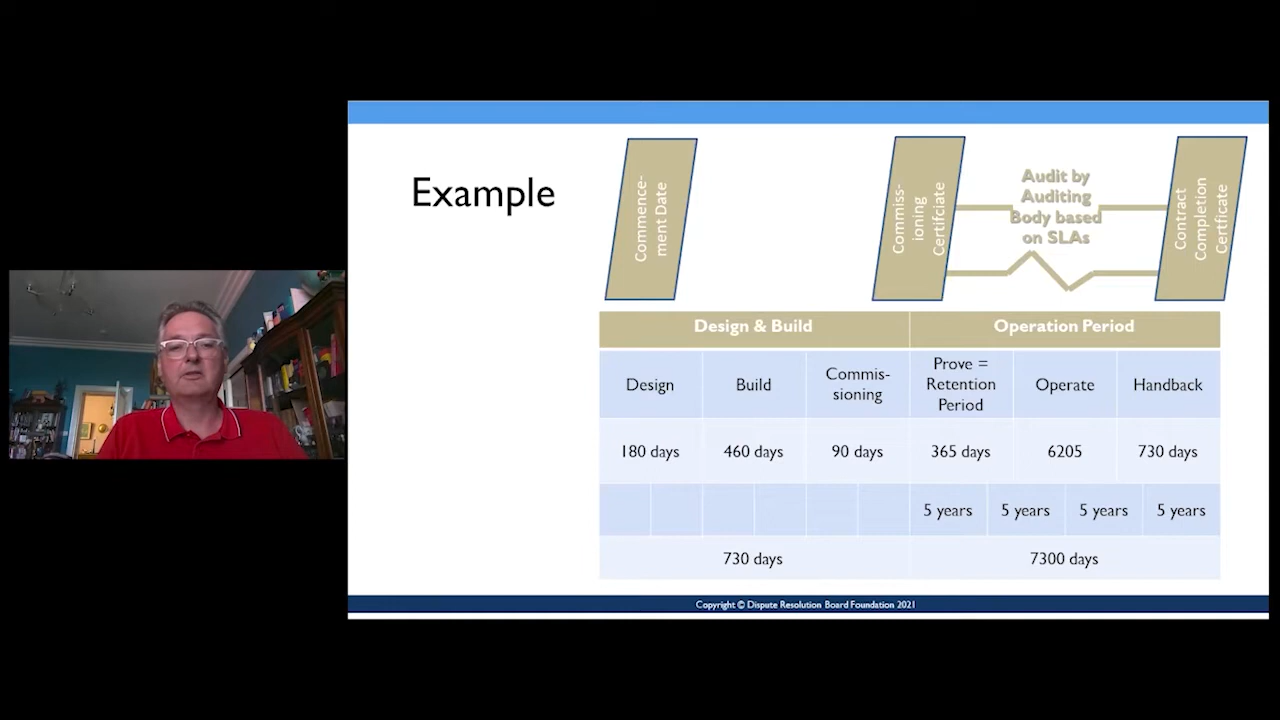 Example
Commence-
ment Date
Commiss-
ioning
Certifciate
Audit by
Auditing
Body based
on SLAs
Contract
Completion
Certficate
Design & Build
Operation Period
Design
Build
Commis-
sioning
Prove =
Retention
Period
Operate
Handback
180 days
460 days
90 days
365 days
6205
730 days
5 years
5 years
5 years
5 years
730 days
7300 days
Copyright © Dispute Resolution Board Foundation 2021